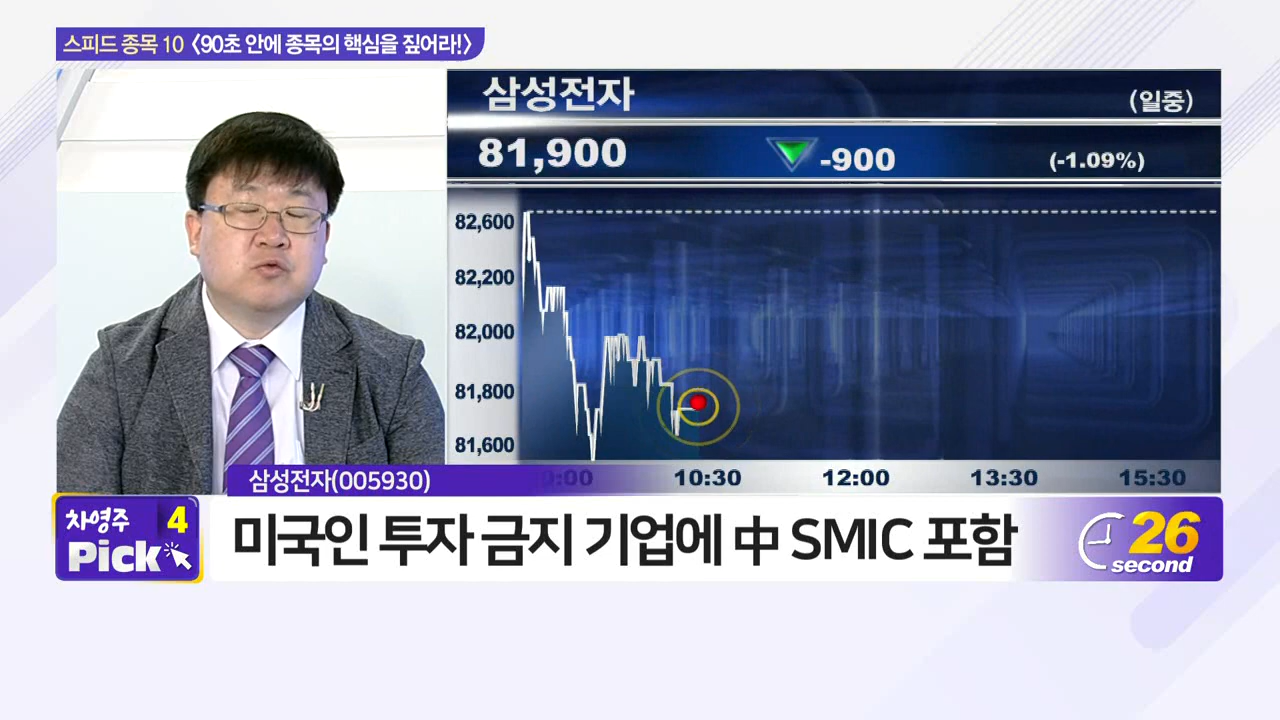 스피드 종목 10 <90초 안에 종목의 핵심을 짚어라!>
삼성전자
(일중)
81,900
-900
(-1.09%)
82,600
82,200
82,000
81,800
81,600
10:30
12:00
13:30
15:30
삼성전자(005930)
차영주 4
Pick
미국인 투자 금지 기업에 中 SMIC 포함
26
second